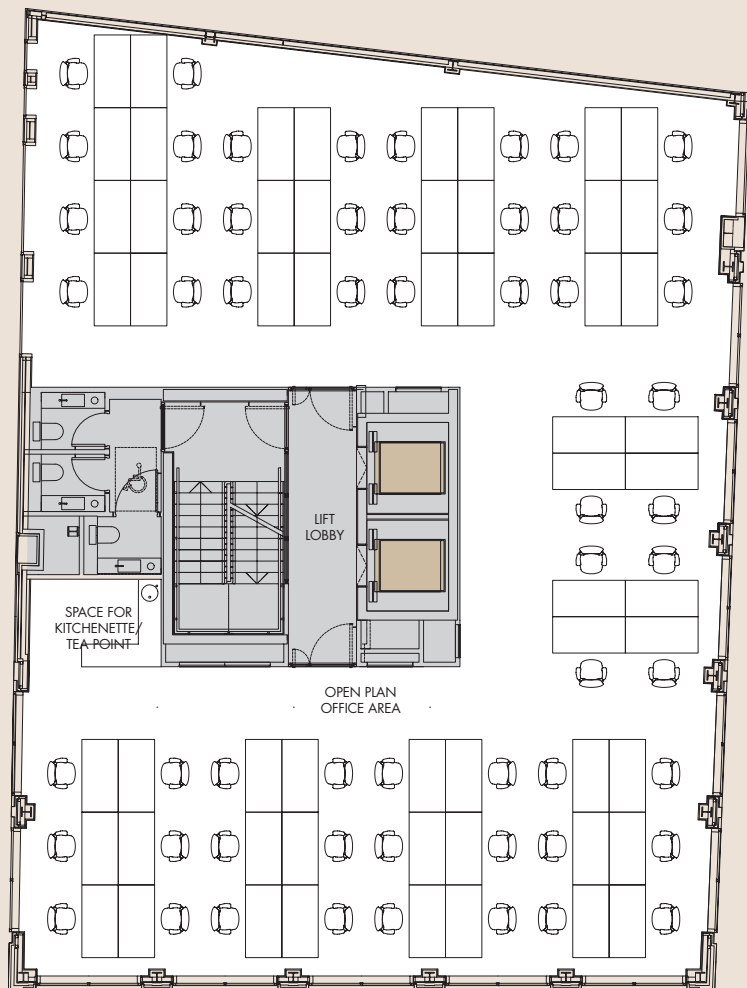 LIFT
LOBBY
SPACE FOR
KITCHENETTE/
TEA POINT
OPEN PLAN
OFFICE AREA